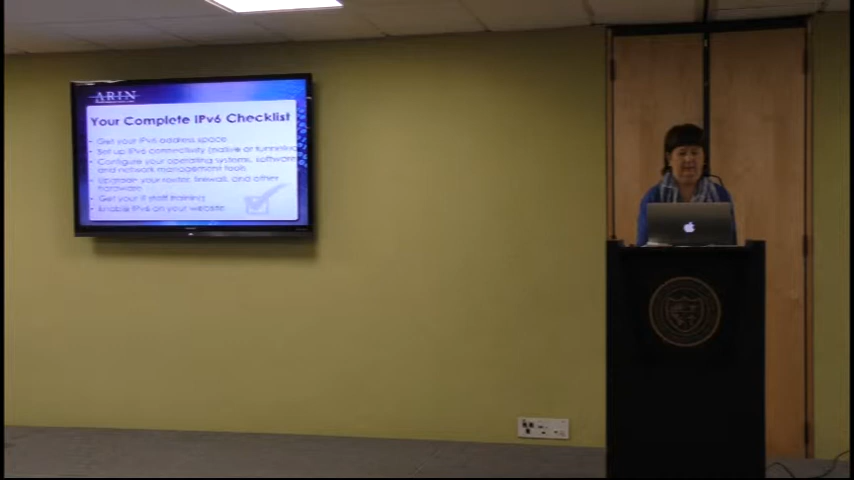 ARIN
Your Complete IPv6 Checklist
• Get your IPv6 address space
• Set up IPv6 connectivity (native or tunneled)
• Configure your operating systems, software,
and network management tools
• Upgrade your router, firewall, and other
hardware
• Get your IT staff training
• Enable IPv6 on your website